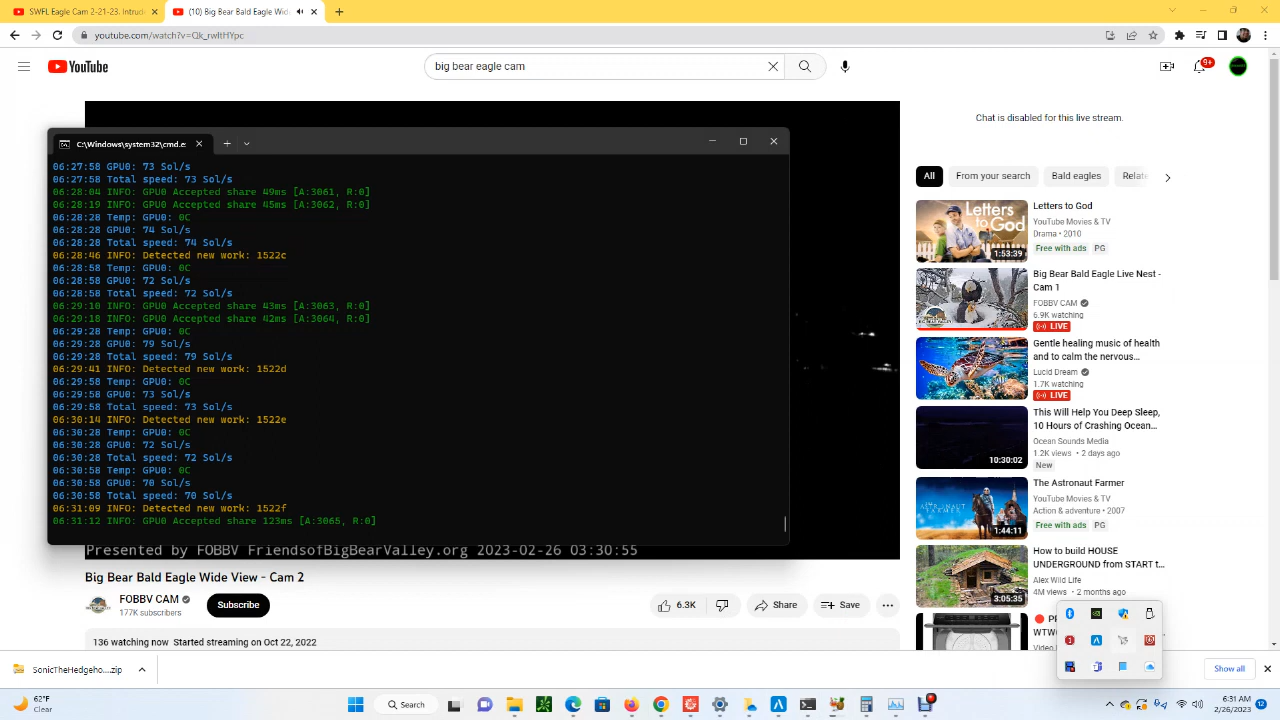 SWFL Eagle Cam 2-21-23. Intrud
(10) Big Bear Bald Eagle Wid
youtube.com/watch?v=Qk_rwItHYpc
YouTube
big bear eagle cam
9+
C:\Windows\system32\cmd.e
06:27:58 GPU0: 73 Sol/s
06:27:58 Total speed: 73 Sol/s
06:28:04 INFO: GPU0 Accepted share 49ms [A:3061, R:0]
06:28:19 INFO: GPU0 Accepted share 45ms [A:3062, R:0]
06:28:28 Temp: GPU0: 0C
06:28:28 GPU0: 74 Sol/s
06:28:28 Total speed: 74 Sol/s
06:28:46 INFO: Detected new work: 1522c
06:28:58 Temp: GPU0: 0C
06:28:58 GPU0: 72 Sol/s
06:28:58 Total speed: 72 Sol/s
06:29:10 INFO: GPU0 Accepted share 43ms [A:3063, R:0]
06:29:18 INFO: GPU0 Accepted share 42ms [A:3064, R:0]
06:29:28 Temp: GPU0: 0C
06:29:28 GPU0: 79 Sol/s
06:29:28 Total speed: 79 Sol/s
06:29:41 INFO: Detected new work: 1522d
06:29:58 Temp: GPU0: 0C
06:29:58 GPU0: 73 Sol/s
06:29:58 Total speed: 73 Sol/s
06:30:14 INFO: Detected new work: 1522e
06:30:28 Temp: GPU0: 0C
06:30:28 GPU0: 72 Sol/s
06:30:28 Total speed: 72 Sol/s
06:30:58 Temp: GPU0: 0C
06:30:58 GPU0: 70 Sol/s
06:30:58 Total speed: 70 Sol/s
06:31:09 INFO: Detected new work: 1522f
06:31:12 INFO: GPU0 Accepted share 123ms [A:3065, R:0]
Presented by FOBBV FriendsofBigBearValley.org 2023-02-26 03:30:55
Big Bear Bald Eagle Wide View - Cam 2
FOBBV CAM
177K subscribers
Subscribe
6.3K
Share
Save
136 watching now Started streaming on Oct 22, 2022
Chat is disabled for this live stream.
All
From your search
Bald eagles
Relate
Letters to God
YouTube Movies & TV
Drama • 2010
Free with ads
PG
1:53:39
Big Bear Bald Eagle Live Nest -
Cam 1
FOBBV CAM
6.9K watching
LIVE
Gentle healing music of health
and to calm the nervous...
Lucid Dream
1.7K watching
LIVE
This Will Help You Deep Sleep,
10 Hours of Crashing Ocean...
Ocean Sounds Media
1.2K views • 2 days ago
New
10:30:02
The Astronaut Farmer
YouTube Movies & TV
Action & adventure • 2007
Free with ads
PG
1:44:11
How to build HOUSE
UNDERGROUND from START t...
Alex Wild Life
4M views • 2 months ago
3:05:35
SonicTheHedgeho....zip
Show all
62°F
Clear
Search
6:31 AM
2/26/2023
12